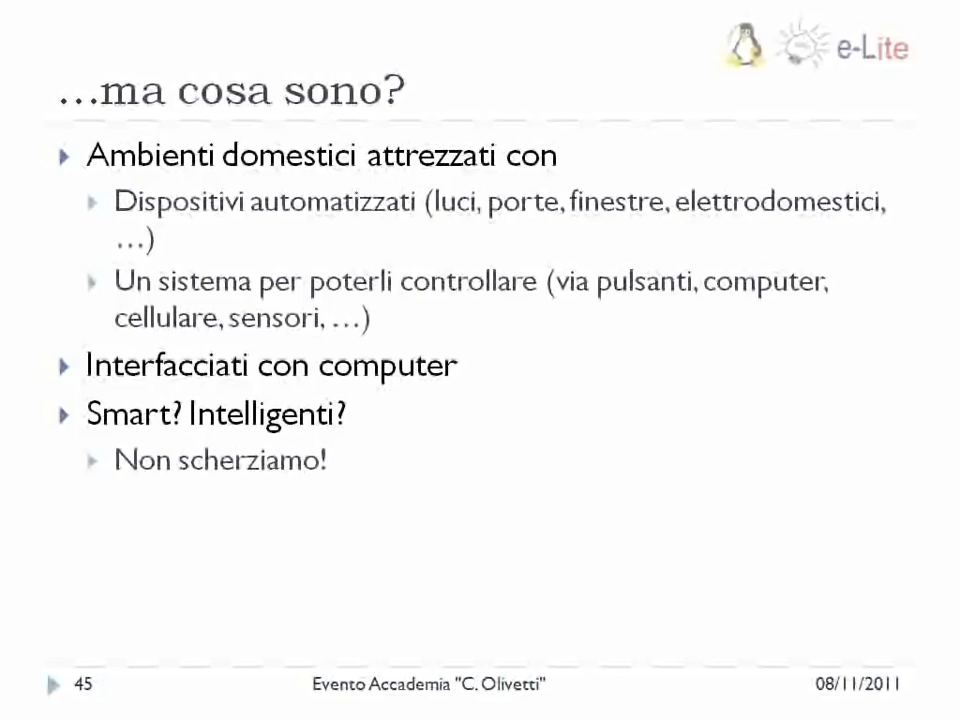 e-Lite
...ma cosa sono?
Ambienti domestici attrezzati con
Dispositivi automatizzati (luci, porte, finestre, elettrodomestici,
...)
Un sistema per poterli controllare (via pulsanti, computer,
cellulare, sensori, ...)
Interfacciati con computer
Smart? Intelligenti?
Non scherziamo!
45 Evento Accademia "C. Olivetti" 08/11/2011